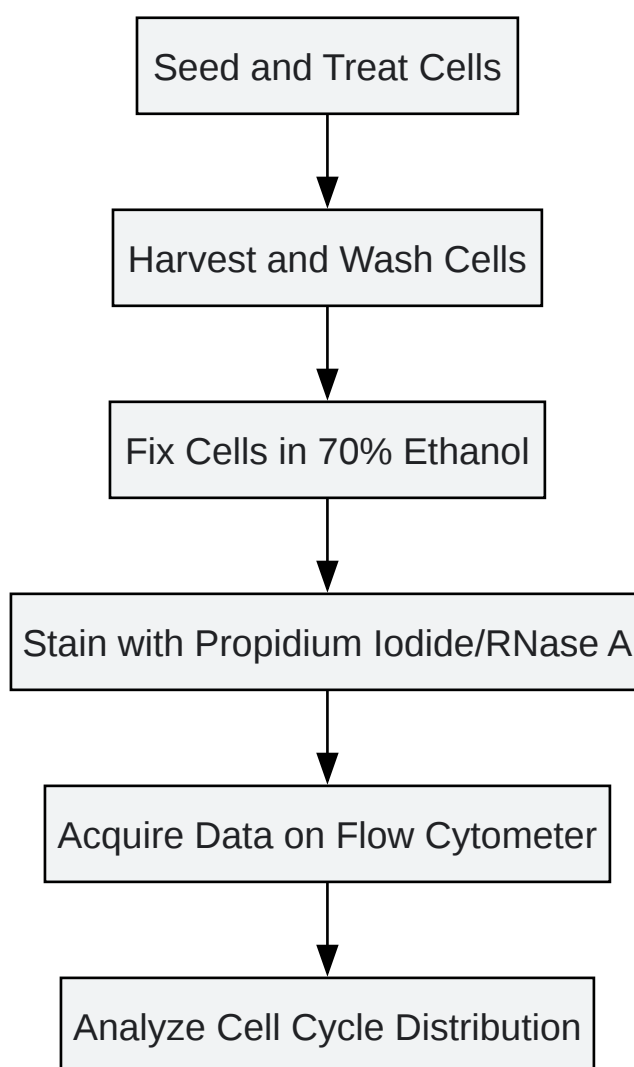 Seed and Treat Cells
Harvest and Wash Cells
Fix Cells in 70% Ethanol
Stain with Propidium Iodide/RNase A
Acquire Data on Flow Cytometer
Analyze Cell Cycle Distribution